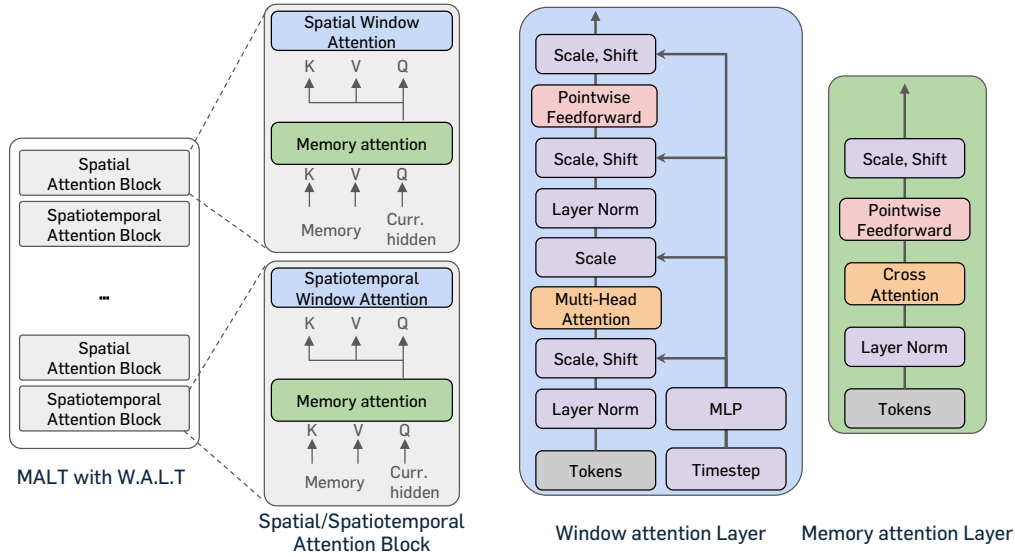 Spatial
Attention Block
Spatiotemporal
Attention Block
...
Spatial
Attention Block
Spatiotemporal
Attention Block
MALT with W.A.L.T
Spatial Window
Attention
K V Q
Memory attention
K V Q
Memory
Curr.
hidden
Spatiotemporal
Window Attention
K V Q
Memory attention
K V Q
Memory
Curr.
hidden
Spatial/Spatiotemporal
Attention Block
Scale, Shift
Pointwise
Feedforward
Scale, Shift
Layer Norm
Scale
Multi-Head
Attention
Scale, Shift
Layer Norm
MLP
Tokens
Timestep
Window attention Layer
Scale, Shift
Pointwise
Feedforward
Cross
Attention
Layer Norm
Tokens
Memory attention Layer